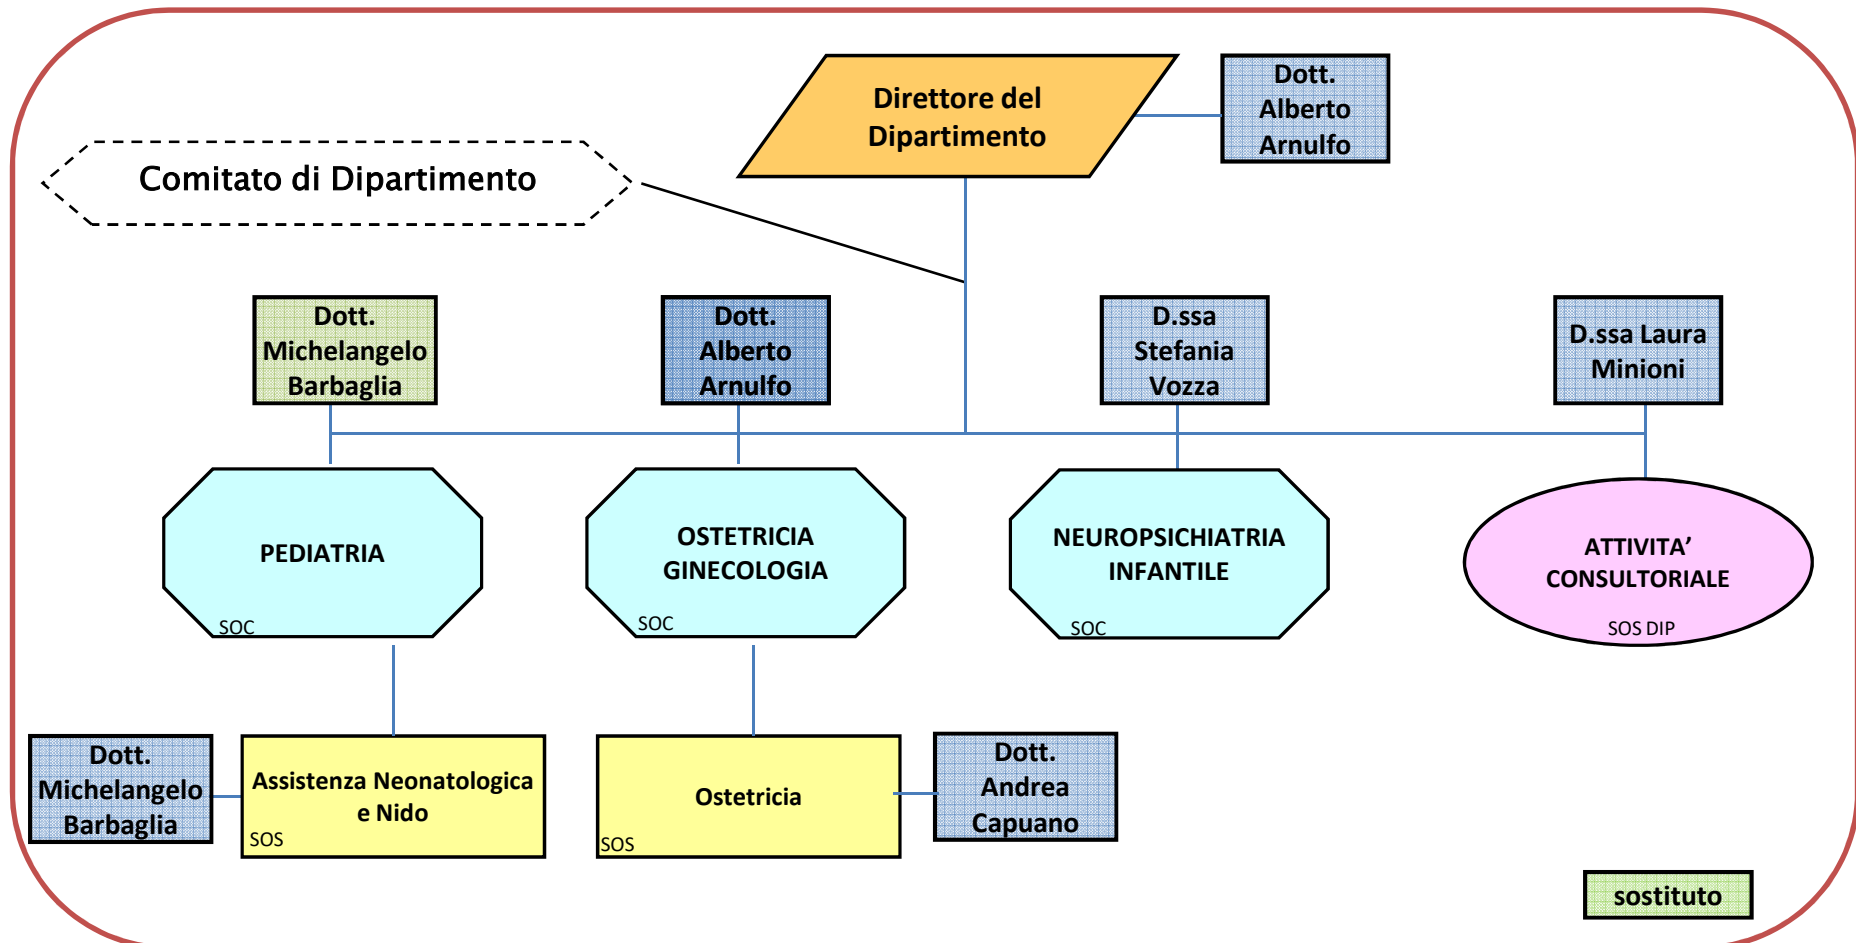 Direttore del
Dipartimento
Dott.
Alberto
Arnulfo
Comitato di Dipartimento
Dott.
Michelangelo
Barbaglia
Dott.
Alberto
Arnulfo
D.ssa
Stefania
Vozza
D.ssa Laura
Minioni
PEDIATRIA
SOC
OSTETRICIA
GINECOLOGIA
SOC
NEUROPSICHIATRIA
INFANTILE
SOC
ATTIVITA’
CONSULTORIALE
SOS DIP
Dott.
Michelangelo
Barbaglia
Assistenza Neonatologica
e Nido
SOS
Ostetricia
SOS
Dott.
Andrea
Capuano
sostituto